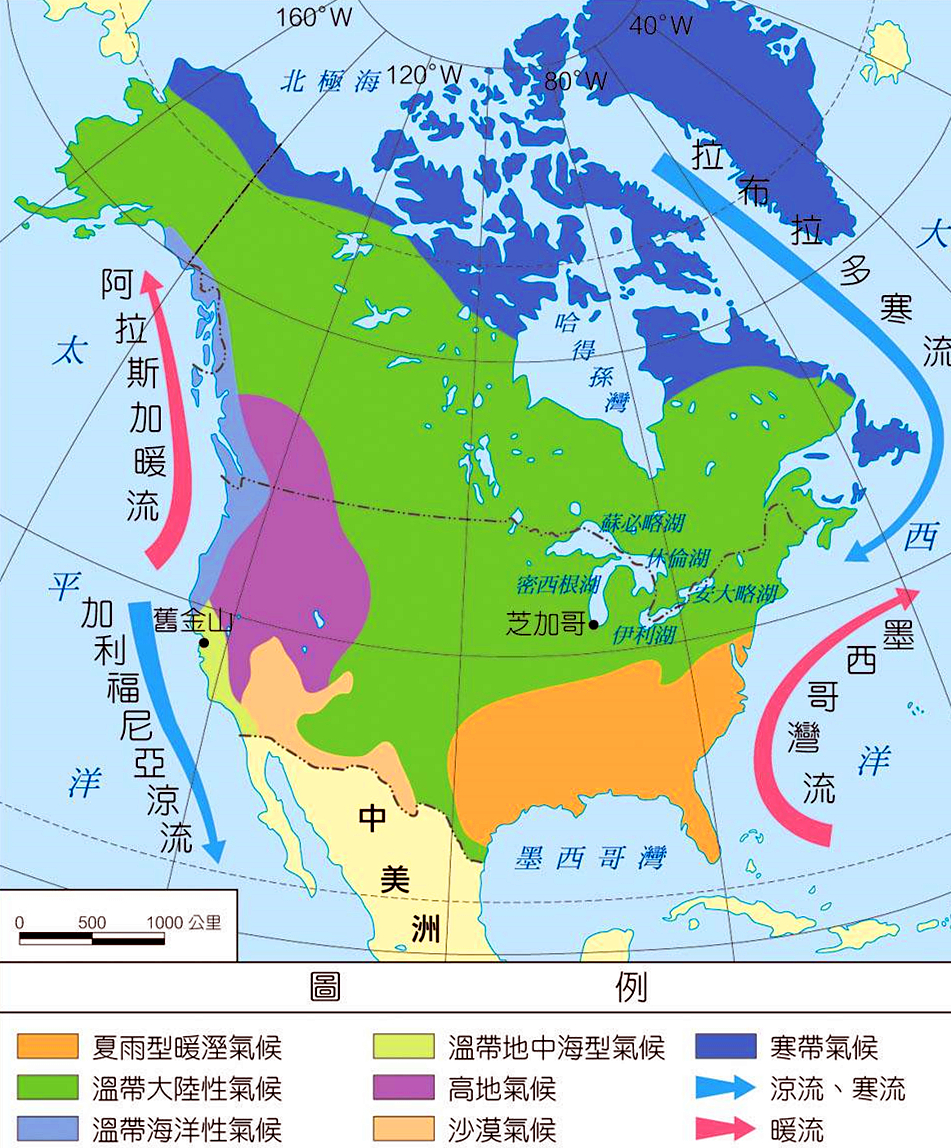 160°W
40°W
北極海
120°W
80°W
拉布拉多寒流
大西洋
哈得孫灣
阿拉斯加暖流
太平洋
蘇必略湖
休倫湖
密西根湖
安大略湖
芝加哥
伊利湖
舊金山
加利福尼亞涼流
墨西哥灣流
中美洲
墨西哥灣
0 500 1000 公里
圖例
夏雨型暖溼氣候
溫帶地中海型氣候
寒帶氣候
溫帶大陸性氣候
高地氣候
涼流、寒流
溫帶海洋性氣候
沙漠氣候
暖流